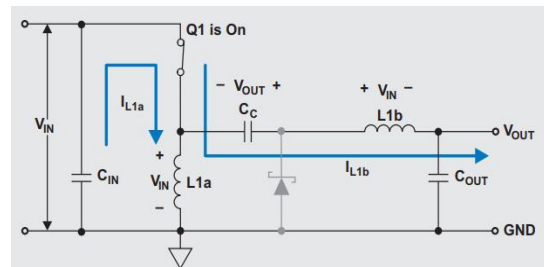 Q1 is On
− VOUT +
+ VIN −
IL1a
CC
L1b
VIN
VOUT
+
VIN
L1a
−
IL1b
CIN
COUT
GND